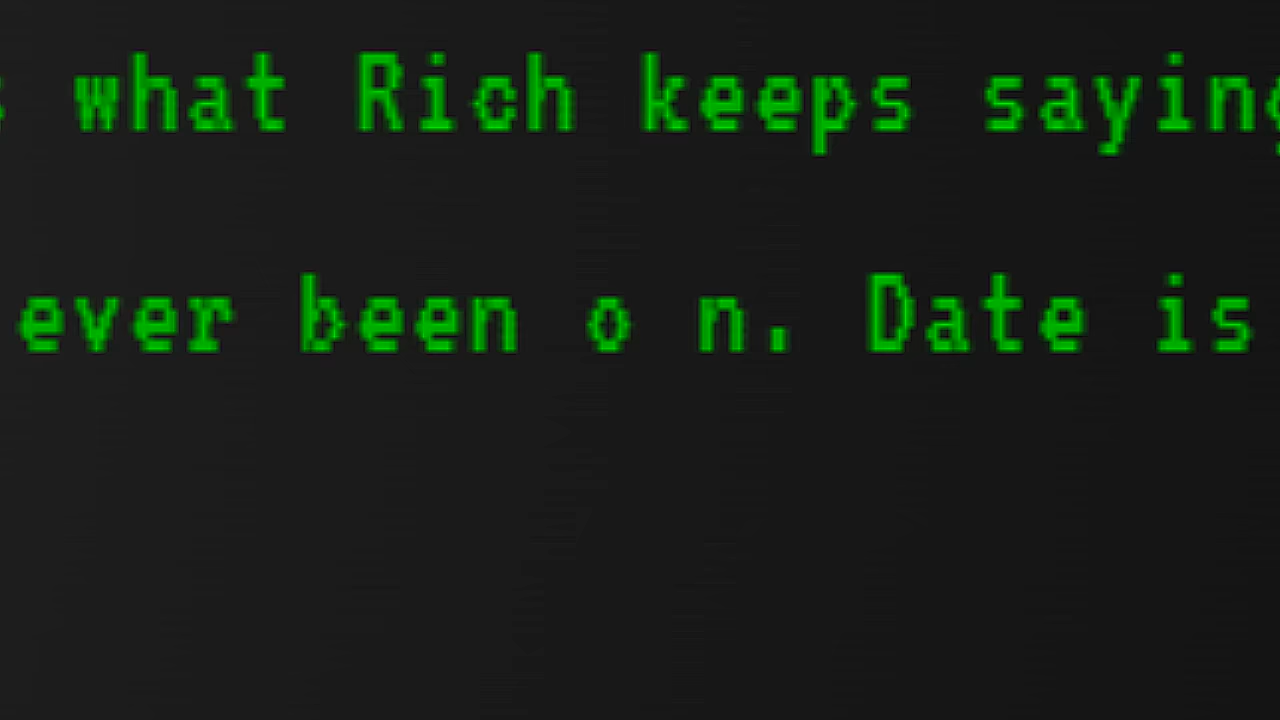 what Rich keeps saying
ever been o n. Date is